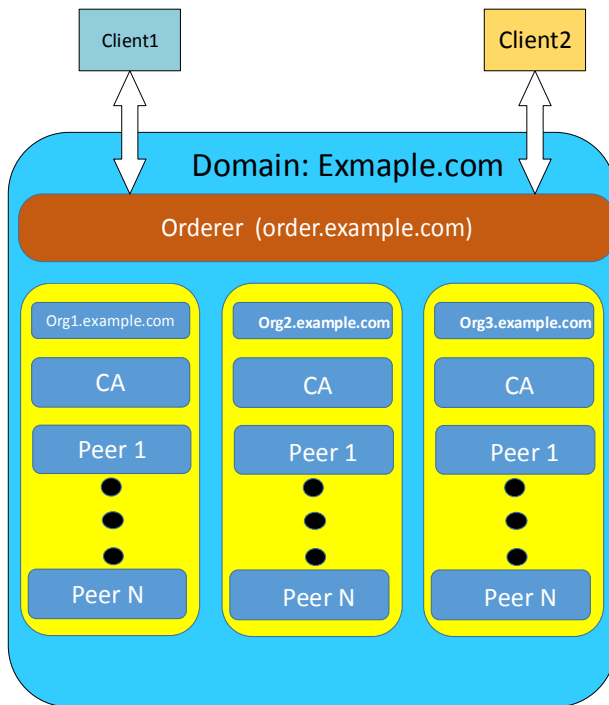 Client1
Client2
Domain: Exmaple.com
Orderer (order.example.com)
Org1.example.com
CA
Peer 1
Peer N
Org2.example.com
CA
Peer 1
Peer N
Org3.example.com
CA
Peer 1
Peer N